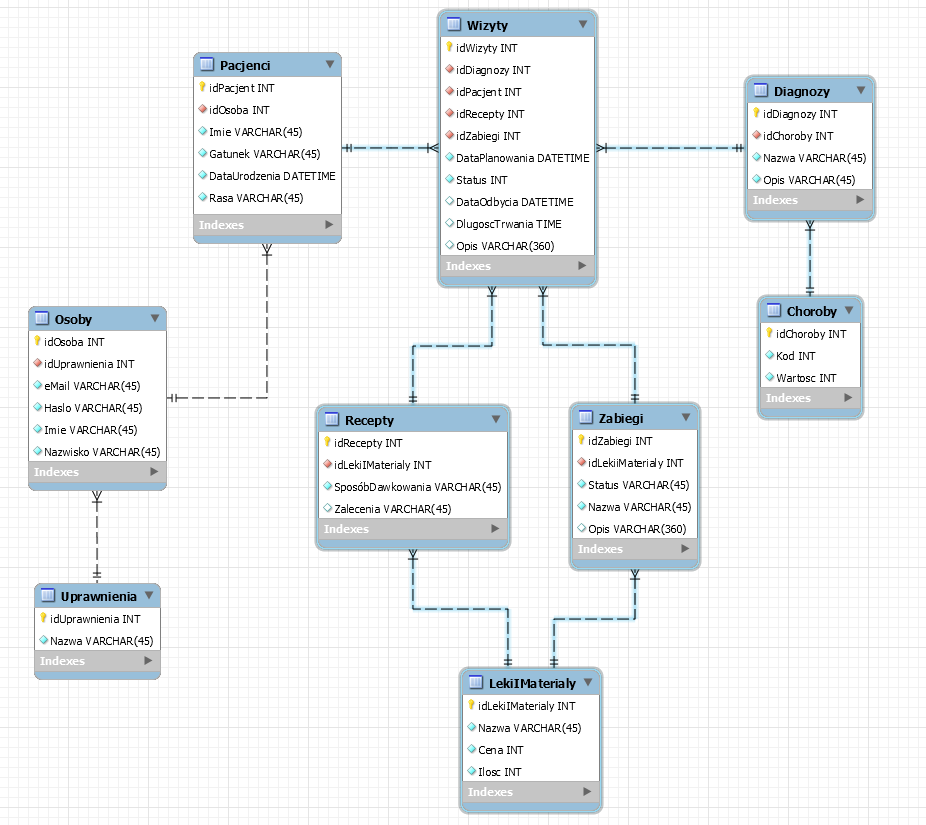 Wizyty
idWizyty INT
idDiagnozy INT
idPacjent INT
idRecepty INT
idZabiegi INT
DataPlanowania DATETIME
Status INT
DataOdbycia DATETIME
DlugoscTrwania TIME
Opis VARCHAR(360)
Indexes
Pacjenci
idPacjent INT
idOsoba INT
Imie VARCHAR(45)
Gatunek VARCHAR(45)
DataUrodzenia DATETIME
Rasa VARCHAR(45)
Indexes
Diagnozy
idDiagnozy INT
idChoroby INT
Nazwa VARCHAR(45)
Opis VARCHAR(45)
Indexes
Choroby
idChoroby INT
Kod INT
Wartosc INT
Indexes
Osoby
idOsoba INT
idUprawnienia INT
eMail VARCHAR(45)
Haslo VARCHAR(45)
Imie VARCHAR(45)
Nazwisko VARCHAR(45)
Indexes
Recepty
idRecepty INT
idLekiIMaterialy INT
SposóbDawkowania VARCHAR(45)
Zalecenia VARCHAR(45)
Indexes
Zabiegi
idZabiegi INT
idLekiiMaterialy INT
Status VARCHAR(45)
Nazwa VARCHAR(45)
Opis VARCHAR(360)
Indexes
Uprawnienia
idUprawnienia INT
Nazwa VARCHAR(45)
Indexes
LekiIMaterialy
idLekiIMaterialy INT
Nazwa VARCHAR(45)
Cena INT
Ilosc INT
Indexes